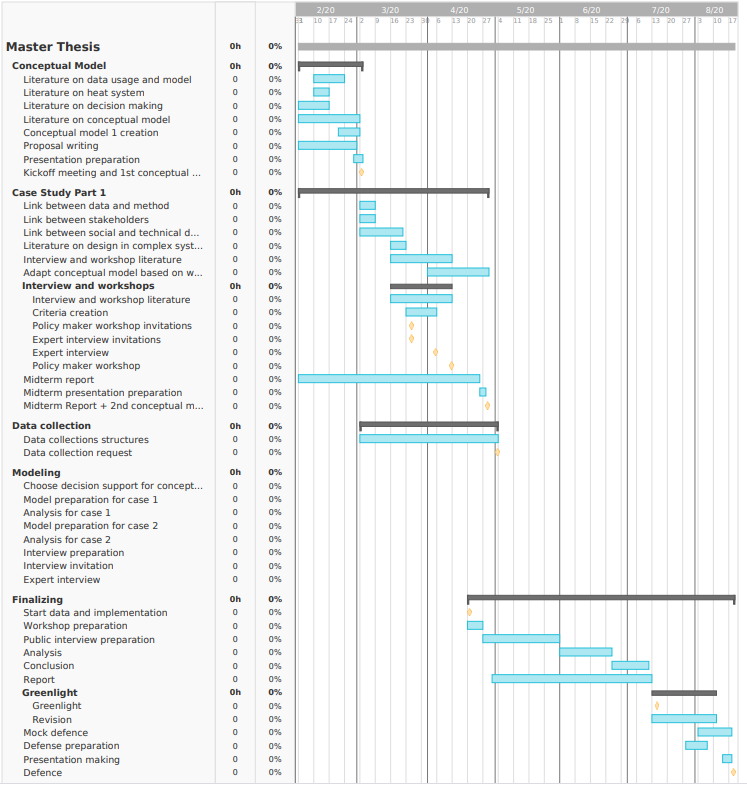 2/20 3/20 4/20 5/20 6/20 7/20 8/20
10 17 24 2 9 16 23 30 6 13 20 27 4 11 18 25 1 8 15 22 29 6 13 20 27 3 10 17
Master Thesis 0h 0%
Conceptual Model 0h 0%
Literature on data usage and model 0 0%
Literature on heat system 0 0%
Literature on decision making 0 0%
Literature on conceptual model 0 0%
Conceptual model 1 creation 0 0%
Proposal writing 0 0%
Presentation preparation 0 0%
Kickoff meeting and 1st conceptual ... 0 0%
Case Study Part 1 0h 0%
Link between data and method 0 0%
Link between stakeholders 0 0%
Link between social and technical d... 0 0%
Literature on design in complex syst... 0 0%
Interview and workshop literature 0 0%
Adapt conceptual model based on w... 0 0%
Interview and workshops 0h 0%
Interview and workshop literature 0 0%
Criteria creation 0 0%
Policy maker workshop invitations 0 0%
Expert interview invitations 0 0%
Expert interview 0 0%
Policy maker workshop 0 0%
Midterm report 0 0%
Midterm presentation preparation 0 0%
Midterm Report + 2nd conceptual m... 0 0%
Data collection 0h 0%
Data collections structures 0 0%
Data collection request 0 0%
Modeling 0h 0%
Choose decision support for concept... 0 0%
Model preparation for case 1 0 0%
Analysis for case 1 0 0%
Model preparation for case 2 0 0%
Analysis for case 2 0 0%
Interview preparation 0 0%
Interview invitation 0 0%
Expert interview 0 0%
Finalizing 0h 0%
Start data and implementation 0 0%
Workshop preparation 0 0%
Public interview preparation 0 0%
Analysis 0 0%
Conclusion 0 0%
Report 0 0%
Greenlight 0h 0%
Greenlight 0 0%
Revision 0 0%
Mock defence 0 0%
Defense preparation 0 0%
Presentation making 0 0%
Defence 0 0%